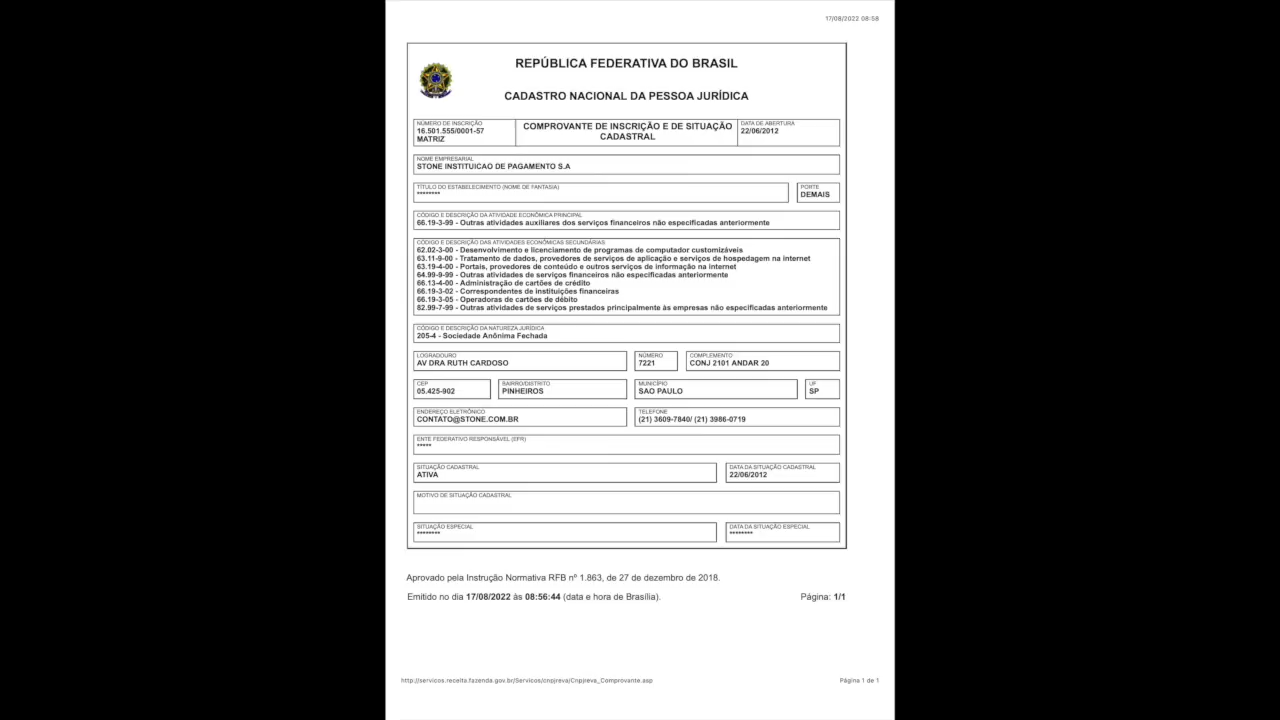 17/08/2022 08:58
REPÚBLICA FEDERATIVA DO BRASIL
CADASTRO NACIONAL DA PESSOA JURÍDICA
NÚMERO DE INSCRIÇÃO
16.501.555/0001-57
MATRIZ
COMPROVANTE DE INSCRIÇÃO E DE SITUAÇÃO
CADASTRAL
DATA DE ABERTURA
22/06/2012
NOME EMPRESARIAL
STONE INSTITUICAO DE PAGAMENTO S.A
TÍTULO DO ESTABELECIMENTO (NOME DE FANTASIA)
********
PORTE
DEMAIS
CÓDIGO E DESCRIÇÃO DA ATIVIDADE ECONÔMICA PRINCIPAL
66.19-3-99 - Outras atividades auxiliares dos serviços financeiros não especificadas anteriormente
CÓDIGO E DESCRIÇÃO DAS ATIVIDADES ECONÔMICAS SECUNDÁRIAS
62.02-3-00 - Desenvolvimento e licenciamento de programas de computador customizáveis
63.11-9-00 - Tratamento de dados, provedores de serviços de aplicação e serviços de hospedagem na internet
63.19-4-00 - Portais, provedores de conteúdo e outros serviços de informação na internet
64.99-9-99 - Outras atividades de serviços financeiros não especificadas anteriormente
66.13-4-00 - Administração de cartões de crédito
66.19-3-02 - Correspondentes de instituições financeiras
66.19-3-05 - Operadoras de cartões de débito
82.99-7-99 - Outras atividades de serviços prestados principalmente às empresas não especificadas anteriormente
CÓDIGO E DESCRIÇÃO DA NATUREZA JURÍDICA
205-4 - Sociedade Anônima Fechada
LOGRADOURO
AV DRA RUTH CARDOSO
NÚMERO
7221
COMPLEMENTO
CONJ 2101 ANDAR 20
CEP
05.425-902
BAIRRO/DISTRITO
PINHEIROS
MUNICÍPIO
SAO PAULO
UF
SP
ENDEREÇO ELETRÔNICO
CONTATO@STONE.COM.BR
TELEFONE
(21) 3609-7840/ (21) 3986-0719
ENTE FEDERATIVO RESPONSÁVEL (EFR)
*****
SITUAÇÃO CADASTRAL
ATIVA
DATA DA SITUAÇÃO CADASTRAL
22/06/2012
MOTIVO DE SITUAÇÃO CADASTRAL
SITUAÇÃO ESPECIAL
********
DATA DA SITUAÇÃO ESPECIAL
********
Aprovado pela Instrução Normativa RFB nº 1.863, de 27 de dezembro de 2018.
Emitido no dia 17/08/2022 às 08:56:44 (data e hora de Brasília).
Página: 1/1
http://servicos.receita.fazenda.gov.br/Servicos/cnpjreva/Cnpjreva_Comprovante.asp
Página 1 de 1